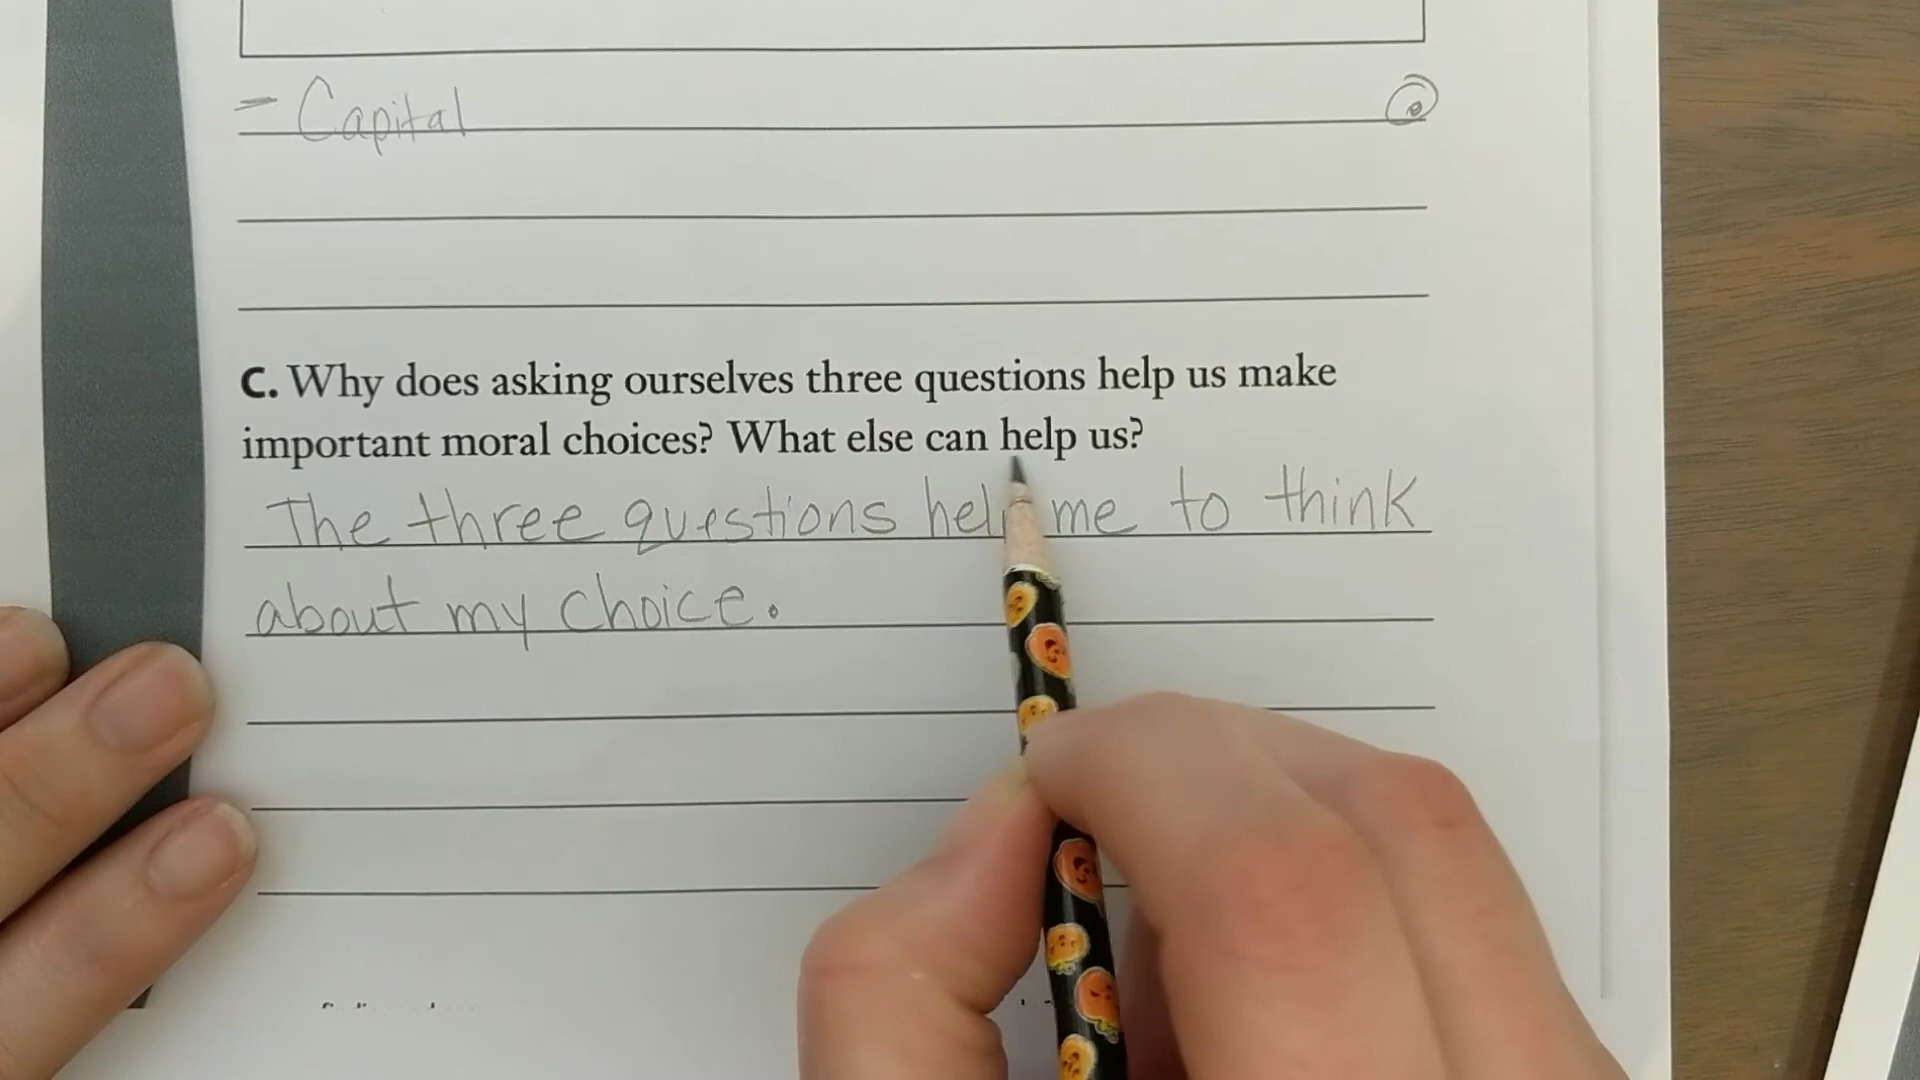 = Capital
C. Why does asking ourselves three questions help us make
important moral choices? What else can help us?
The three questions help me to think
about my choice.